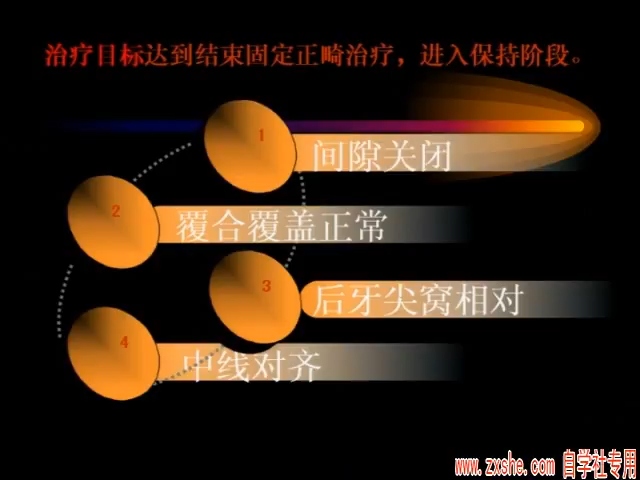 治疗目标达到结束固定正畸治疗，进入保持阶段。
1
间隙关闭
2
覆合覆盖正常
3
后牙尖窝相对
4
中线对齐
www.zxshe.com 自学社专用